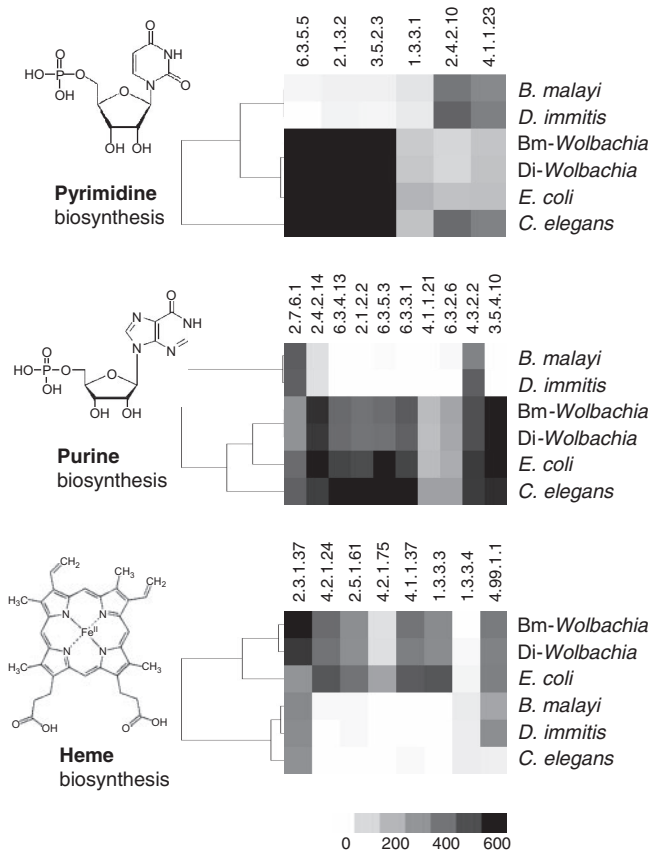 6.3.5.5
2.1.3.2
3.5.2.3
1.3.3.1
2.4.2.10
4.1.1.23
O
NH
N
O
O
HO P O
OH
O
OH OH
Pyrimidine
biosynthesis
B. malayi
D. immitis
Bm-Wolbachia
Di-Wolbachia
E. coli
C. elegans
2.7.6.1
2.4.2.14
6.3.4.13
2.1.2.2
6.3.5.3
6.3.3.1
4.1.1.21
6.3.2.6
4.3.2.2
3.5.4.10
O
N
NH
N
N
O
HO P O
OH
O
OH OH
Purine
biosynthesis
B. malayi
D. immitis
Bm-Wolbachia
Di-Wolbachia
E. coli
C. elegans
2.3.1.37
4.2.1.24
2.5.1.61
4.2.1.75
4.1.1.37
1.3.3.3
1.3.3.4
4.99.1.1
CH2
CH3
CH2
H3C
N N
FeII
N N
H3C
CH3
O
OH
O
OH
Heme
biosynthesis
Bm-Wolbachia
Di-Wolbachia
E. coli
B. malayi
D. immitis
C. elegans
0 200 400 600